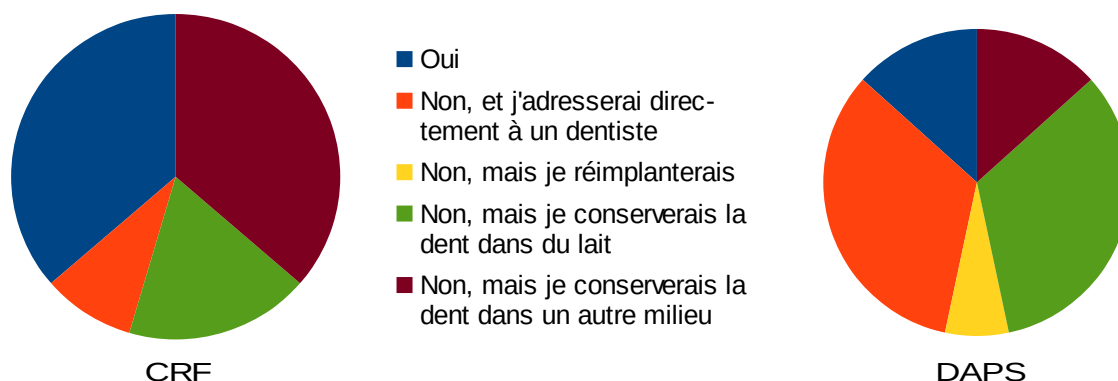 Oui
Non, et j'adresserai direc-
tement à un dentiste
Non, mais je réimplanterais
Non, mais je conserverais la
dent dans du lait
Non, mais je conserverais la
dent dans un autre milieu
CRF
DAPS